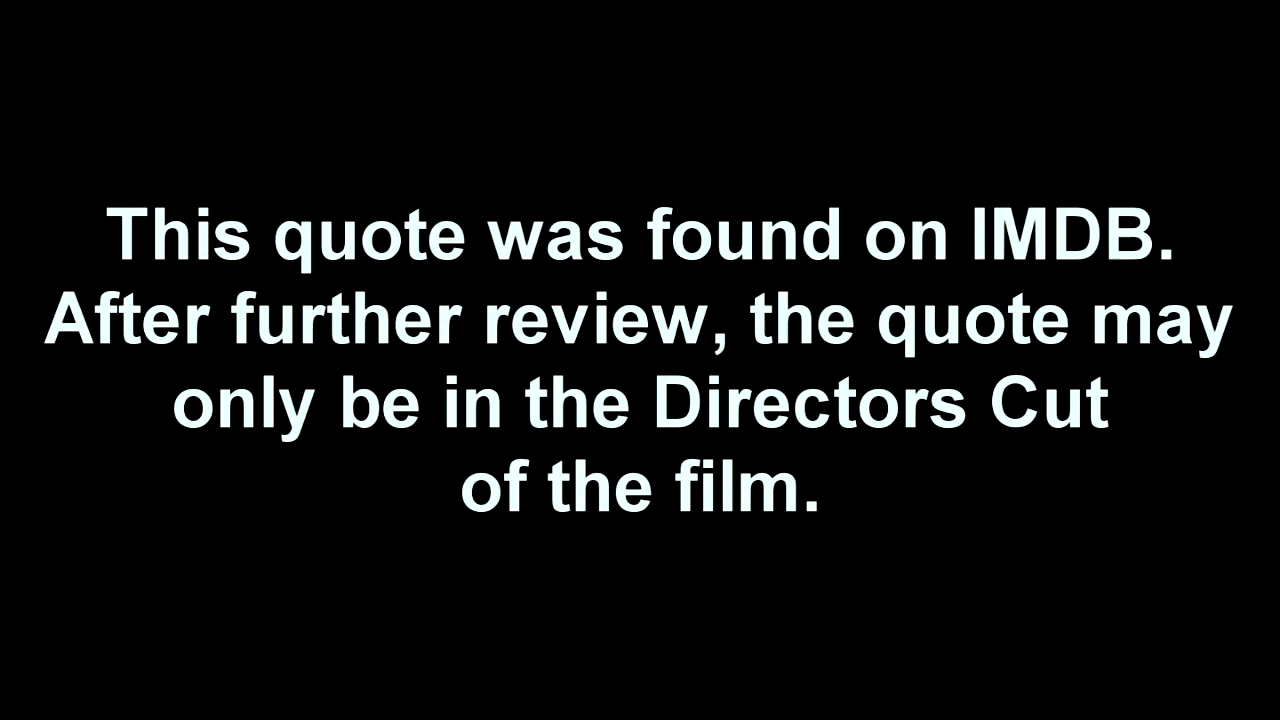 This quote was found on IMDB.
After further review, the quote may
only be in the Directors Cut
of the film.